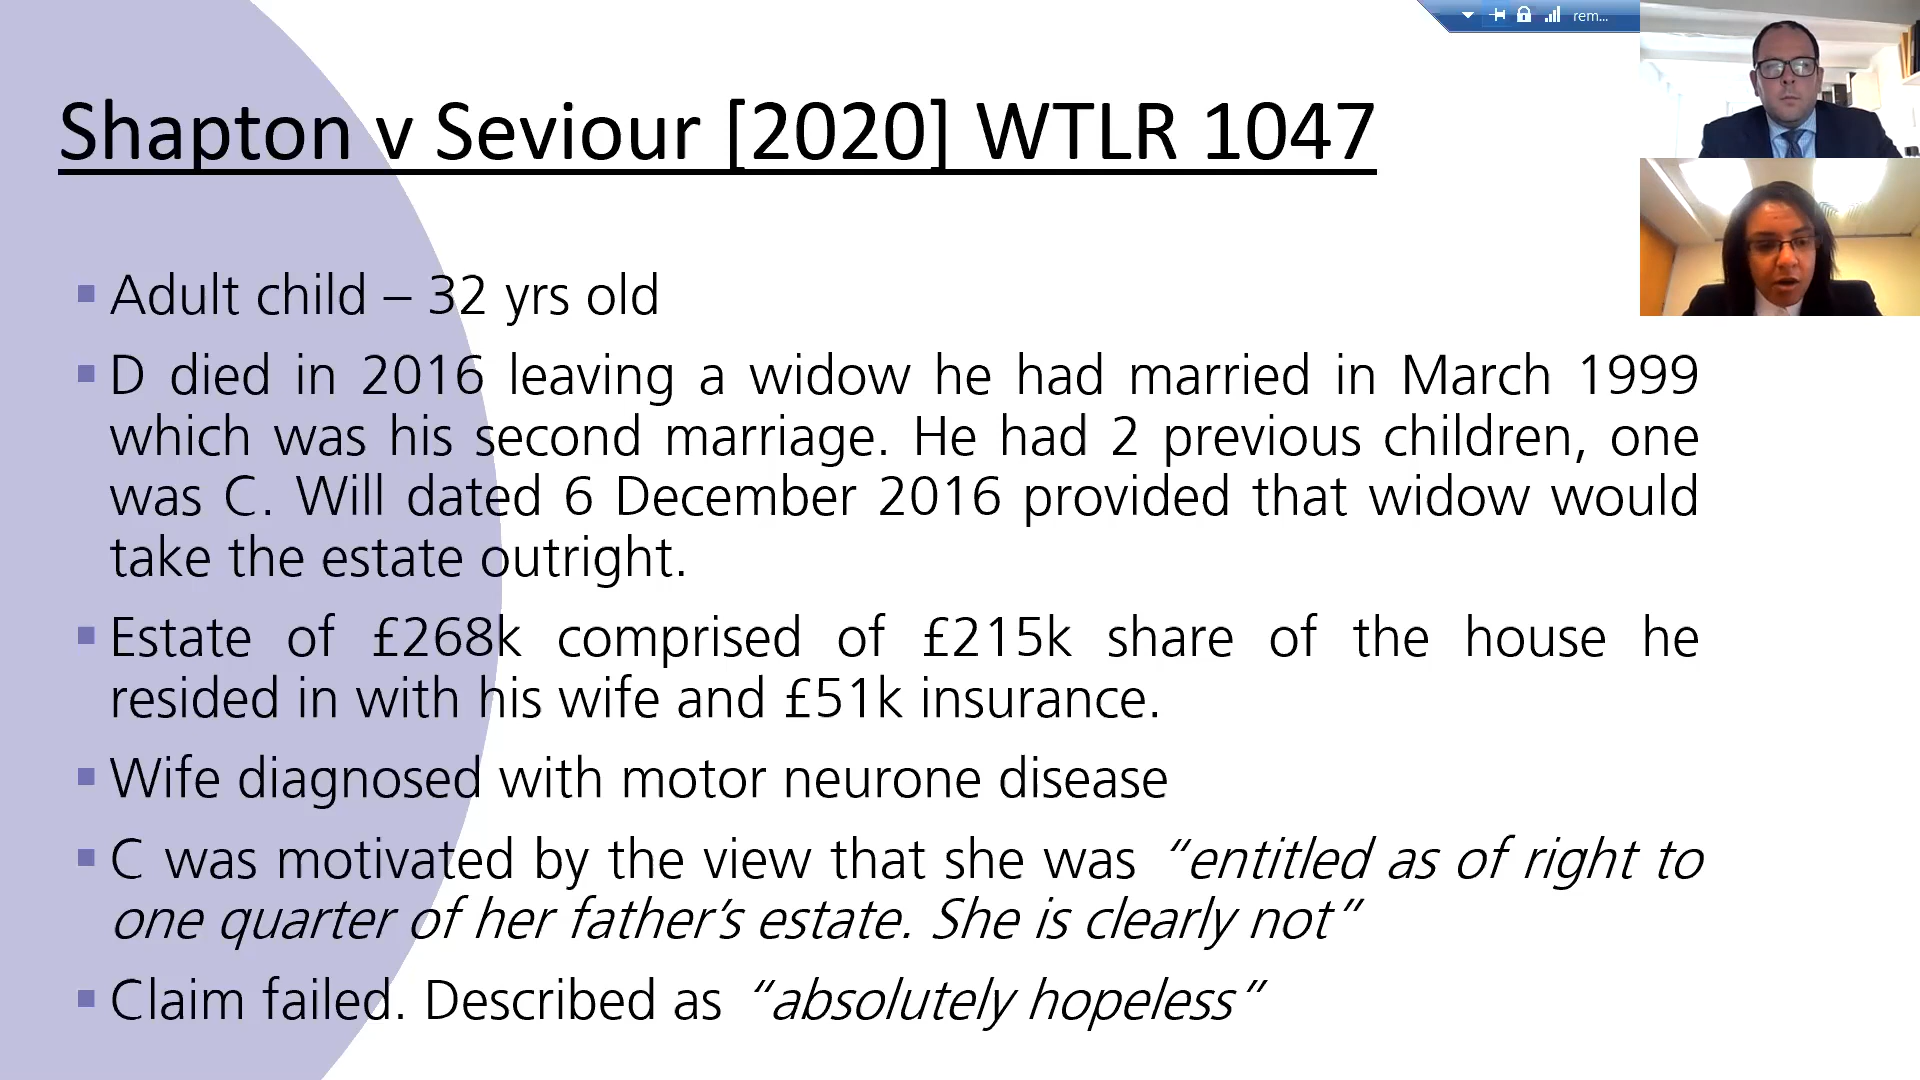 rem...
Shapton v Seviour [2020] WTLR 1047
▪ Adult child – 32 yrs old
▪ D died in 2016 leaving a widow he had married in March 1999
which was his second marriage. He had 2 previous children, one
was C. Will dated 6 December 2016 provided that widow would
take the estate outright.
▪ Estate of £268k comprised of £215k share of the house he
resided in with his wife and £51k insurance.
▪ Wife diagnosed with motor neurone disease
▪ C was motivated by the view that she was “entitled as of right to
one quarter of her father’s estate. She is clearly not”
▪ Claim failed. Described as “absolutely hopeless”